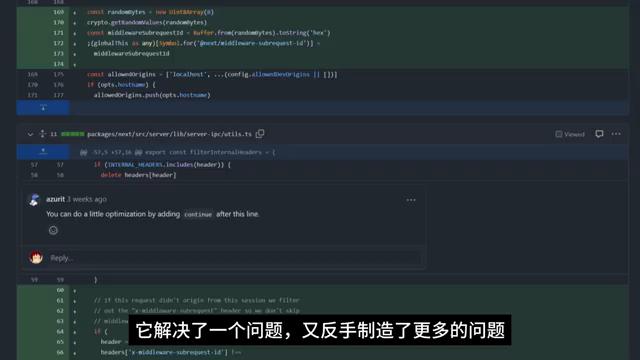 168 168
169 const randomBytes = new Uint8Array(8)
170 crypto.getRandomValues(randomBytes)
171 const middlewareSubrequestId = Buffer.from(randomBytes).toString('hex')
172 ;(globalThis as any)[Symbol.for('@next/middleware-subrequest-id')] =
173 middlewareSubrequestId
174
169 175 const allowedOrigins = ['localhost', ...(config.allowedDevOrigins || [])]
170 176 if (opts.hostname) {
171 177 allowedOrigins.push(opts.hostname)
11 packages/next/src/server/lib/server-ipc/utils.ts Viewed
@@ -57,5 +57,16 @@ export const filterInternalHeaders = (
57 57 if (INTERNAL_HEADERS.includes(header)) {
58 58 delete headers[header]
azurit 3 weeks ago
You can do a little optimization by adding continue after this line.
Reply...
59 59 }
60
61 // if this request didn't origin from this session we filter
62 // out the "x-middleware-subrequest" header so we don't skip
63 // middleware
64 if (
65 header =
66 headers['x-middleware-subrequest-id'] !==
它解决了一个问题，又反手制造了更多的问题